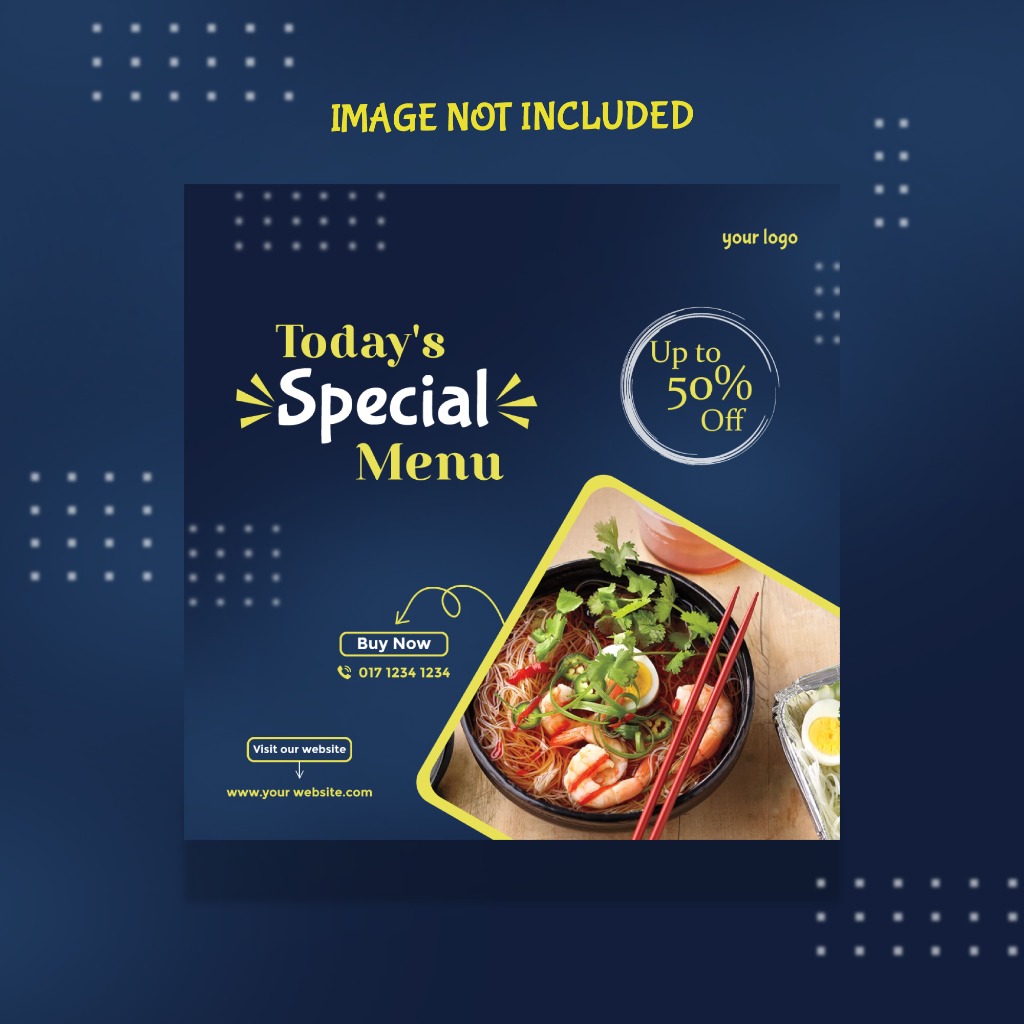 IMAGE NOT INCLUDED
your logo
Today's
Special
Menu
Up to
50%
Off
Buy Now
017 1234 1234
Visit our website
www.your website.com